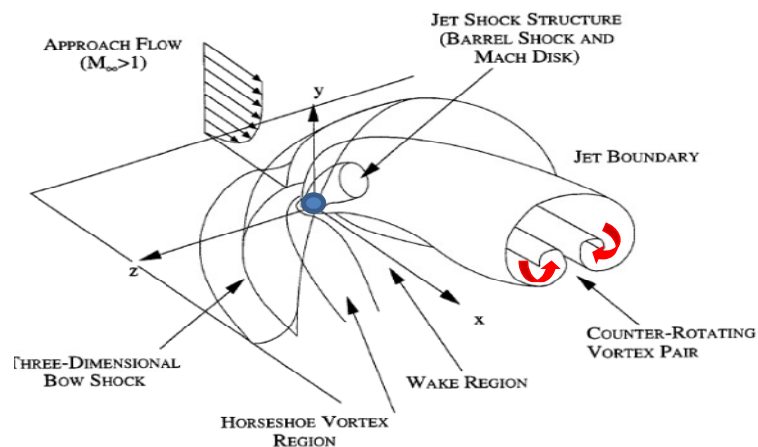 JET SHOCK STRUCTURE
(BARREL SHOCK AND
MACH DISK)
APPROACH FLOW
(M∞>1)
y
JET BOUNDARY
z
x
COUNTER-ROTATING
VORTEX PAIR
THREE-DIMENSIONAL
BOW SHOCK
WAKE REGION
HORSESHOE VORTEX
REGION